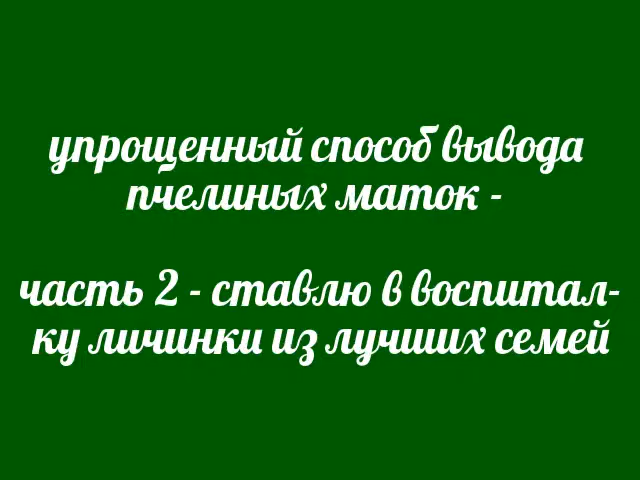 упрощенный способ вывода
пчелиных маток -
часть 2 - ставлю в воспитал-
ку личинки из лучших семей